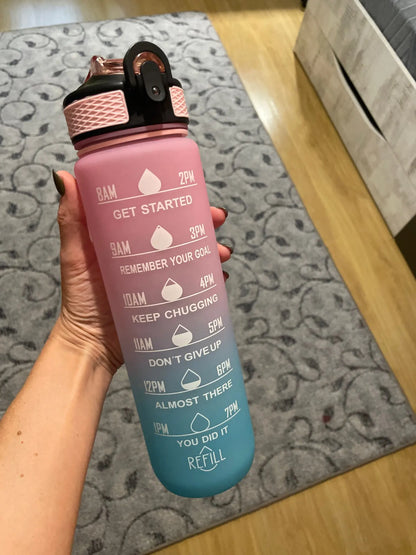 8AM 2PM
GET STARTED
9AM 3PM
REMEMBER YOUR GOAL
10AM 4PM
KEEP CHUGGING
11AM 5PM
DON'T GIVE UP
12PM 6PM
ALMOST THERE
1PM 7PM
YOU DID IT
REFILL